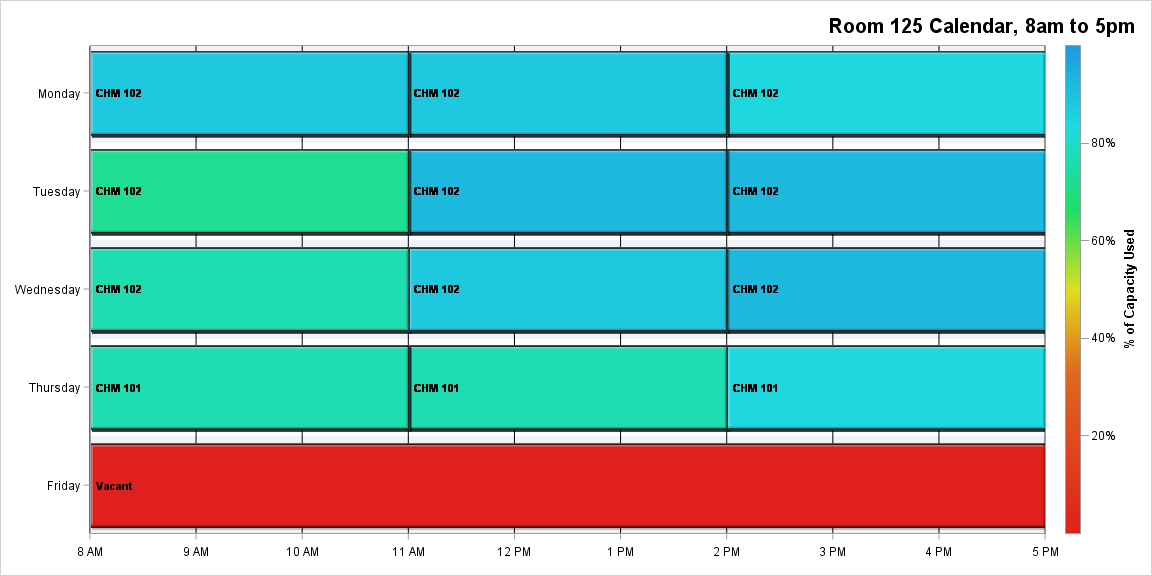 Room 125 Calendar, 8am to 5pm
Monday
CHM 102
CHM 102
CHM 102
Tuesday
CHM 102
CHM 102
CHM 102
Wednesday
CHM 102
CHM 102
CHM 102
Thursday
CHM 101
CHM 101
CHM 101
Friday
Vacant
8 AM
9 AM
10 AM
11 AM
12 PM
1 PM
2 PM
3 PM
4 PM
5 PM
80%
60%
40%
20%
% of Capacity Used